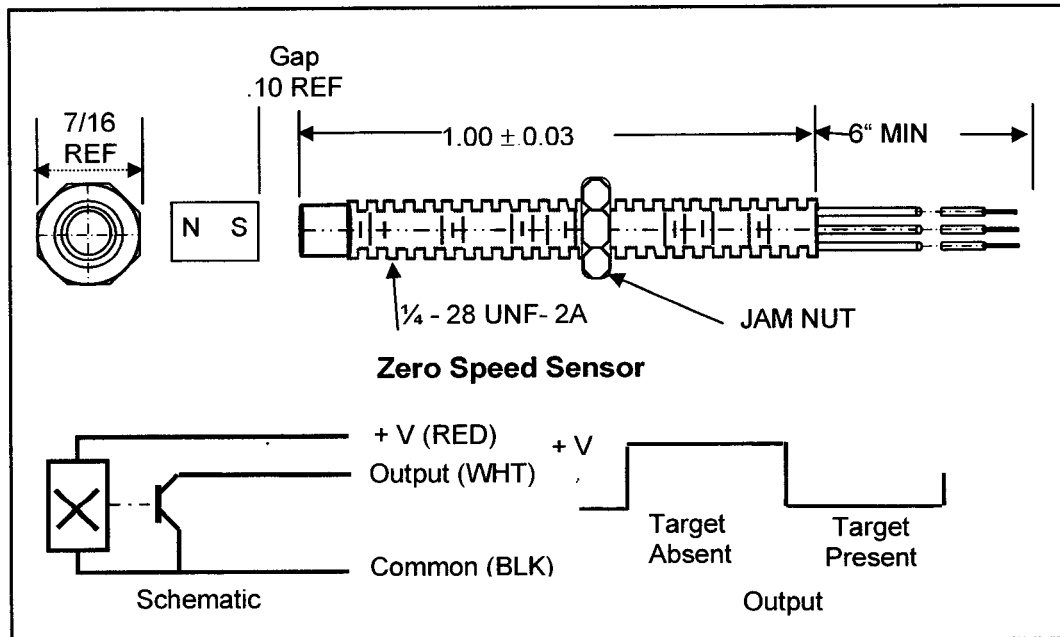 Gap
.10 REF
7/16
REF
1.00 ± 0.03
6“ MIN
N S
¼ - 28 UNF- 2A
JAM NUT
Zero Speed Sensor
+ V (RED)
Output (WHT)
Common (BLK)
Schematic
+ V
Target
Absent
Target
Present
Output